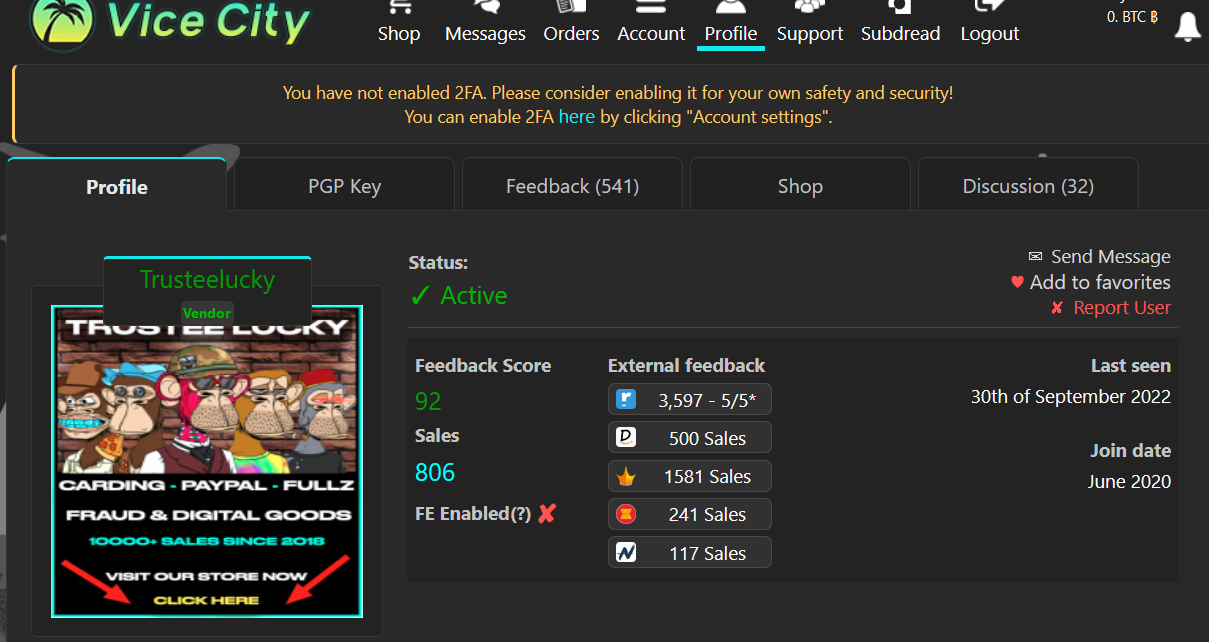 Vice City
Shop Messages Orders Account Profile Support Subdread Logout
0. BTC ฿
You have not enabled 2FA. Please consider enabling it for your own safety and security!
You can enable 2FA here by clicking "Account settings".
Profile
PGP Key
Feedback (541)
Shop
Discussion (32)
Trusteelucky
Vendor
TRUSTEE LUCKY
CARDING - PAYPAL - FULLZ
FRAUD & DIGITAL GOODS
10000+ SALES SINCE 2018
VISIT OUR STORE NOW
CLICK HERE
Status:
✓ Active
✉ Send Message
♥ Add to favorites
✘ Report User
Feedback Score
92
Sales
806
FE Enabled(?) ✘
External feedback
3,597 - 5/5*
500 Sales
1581 Sales
241 Sales
117 Sales
Last seen
30th of September 2022
Join date
June 2020